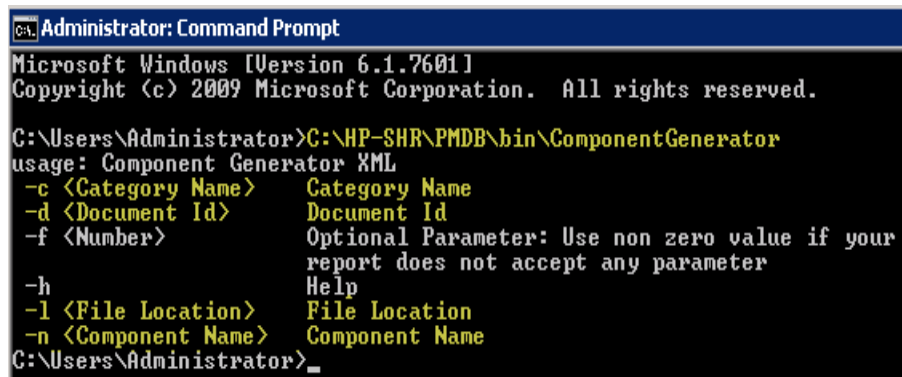 Administrator: Command Prompt
Microsoft Windows [Version 6.1.7601]
Copyright (c) 2009 Microsoft Corporation.  All rights reserved.
C:\Users\Administrator>C:\HP-SHR\PMDB\bin\ComponentGenerator
usage: Component Generator XML
 -c <Category Name>    Category Name
 -d <Document Id>      Document Id
 -f <Number>           Optional Parameter: Use non zero value if your
                       report does not accept any parameter
 -h                    Help
 -l <File Location>    File Location
 -n <Component Name>   Component Name
C:\Users\Administrator>_